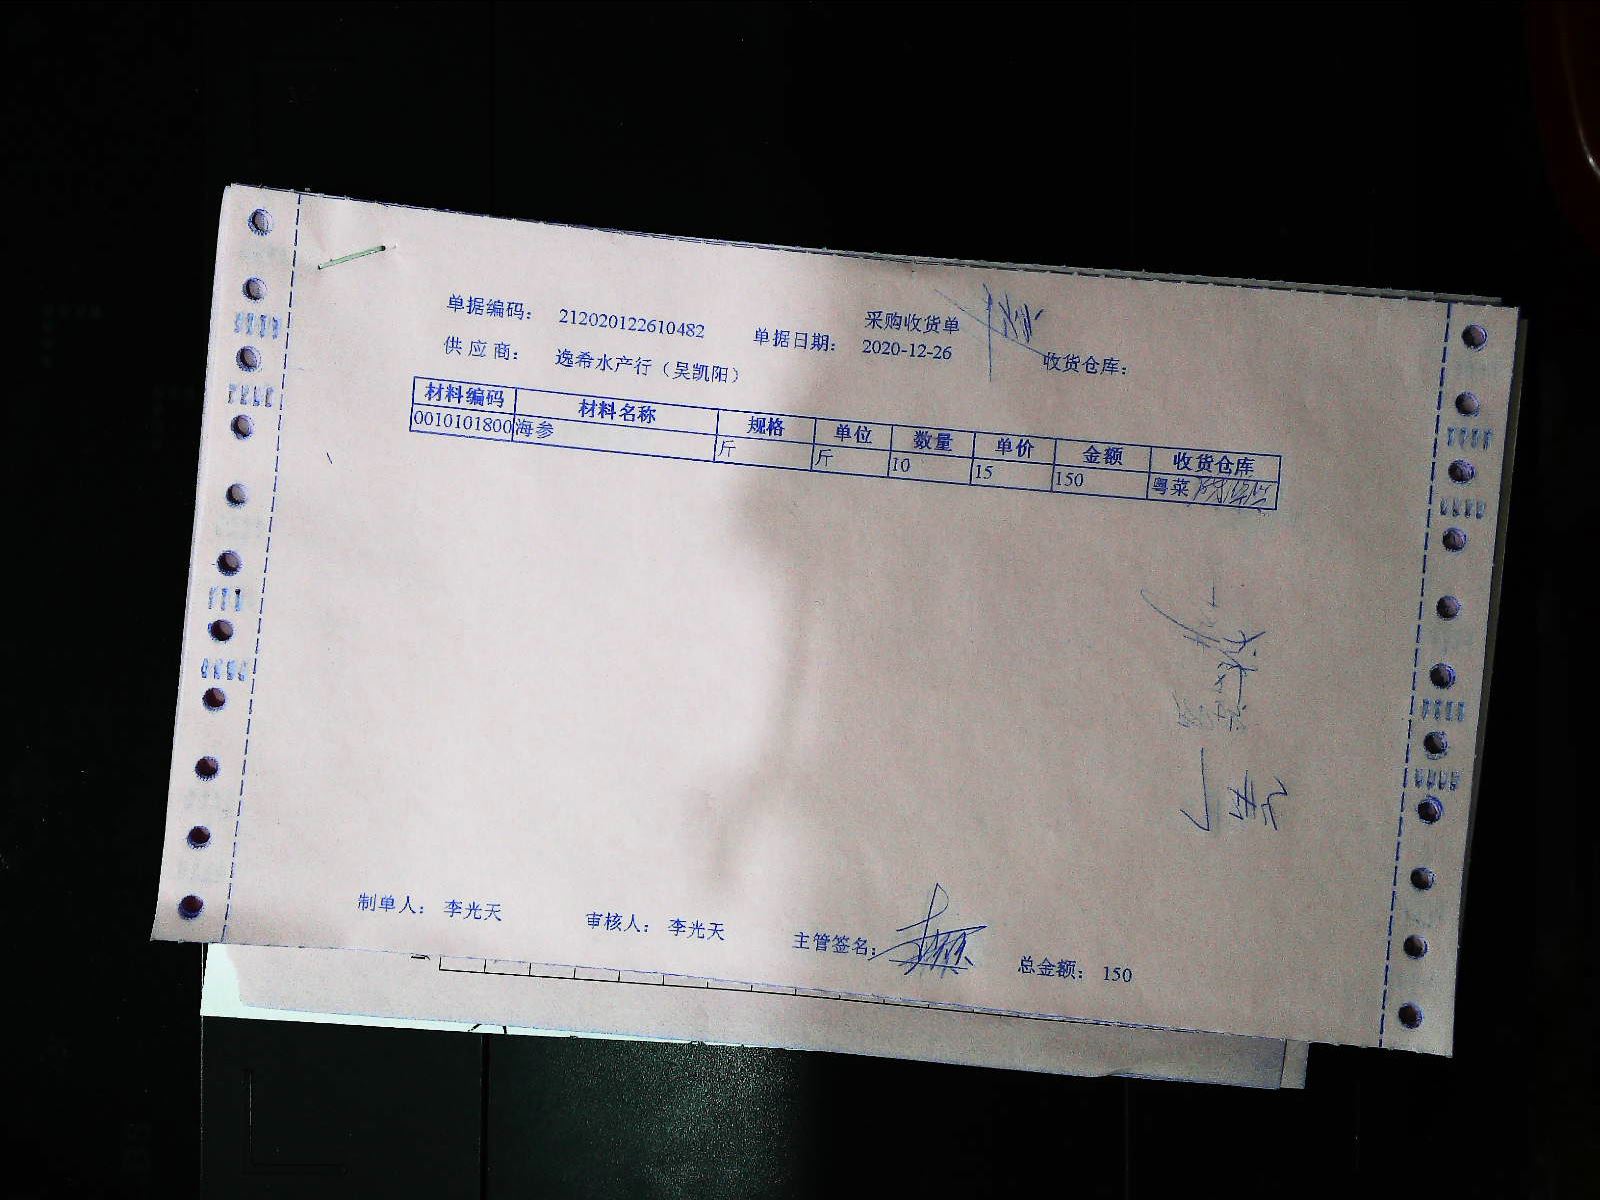 采购收货单
单据编码： 212020122610482 单据日期： 2020-12-26 收货仓库：
供应商： 逸希水产行（吴凯阳）
材料编码 材料名称 规格 单位 数量 单价 金额 收货仓库
0010101800 海参 斤 斤 10 15 150 粤菜
制单人： 李光天 审核人： 李光天 主管签名： 总金额： 150